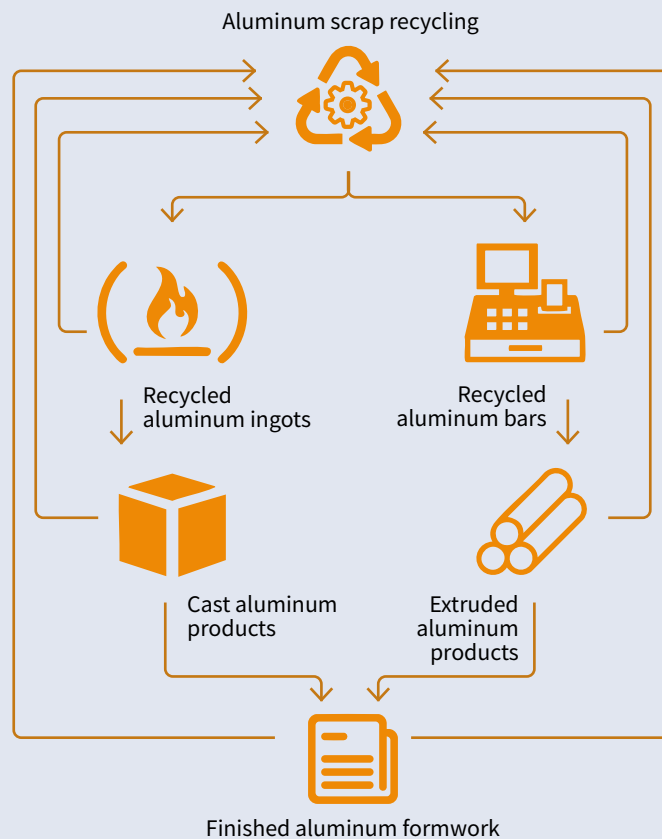 Aluminum scrap recycling
Recycled
aluminum ingots
Recycled
aluminum bars
Cast aluminum
products
Extruded
aluminum
products
Finished aluminum formwork